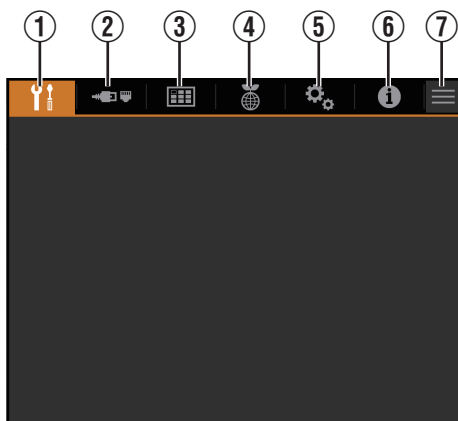 ① ② ③ ④ ⑤ ⑥ ⑦